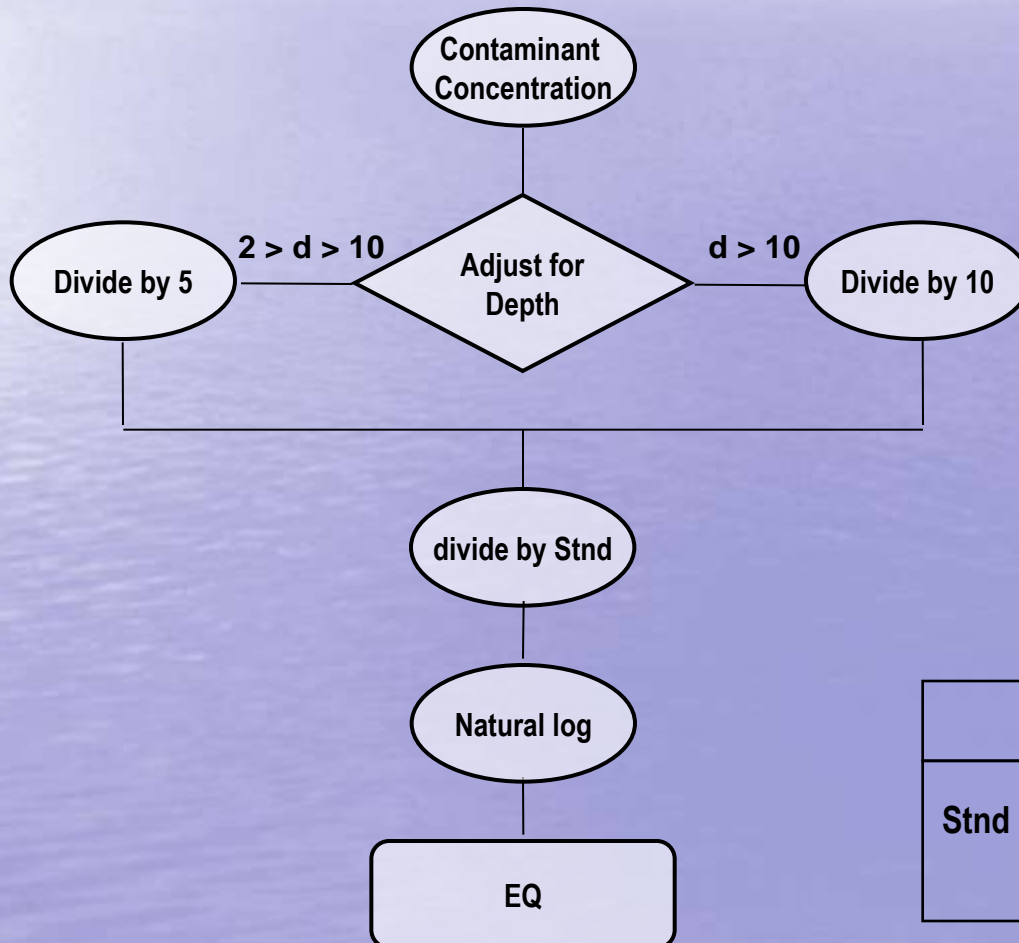 Contaminant
Concentration
2 > d > 10
d > 10
Divide by 5
Adjust for
Depth
Divide by 10
divide by Stnd
Natural log
Stnd
EQ